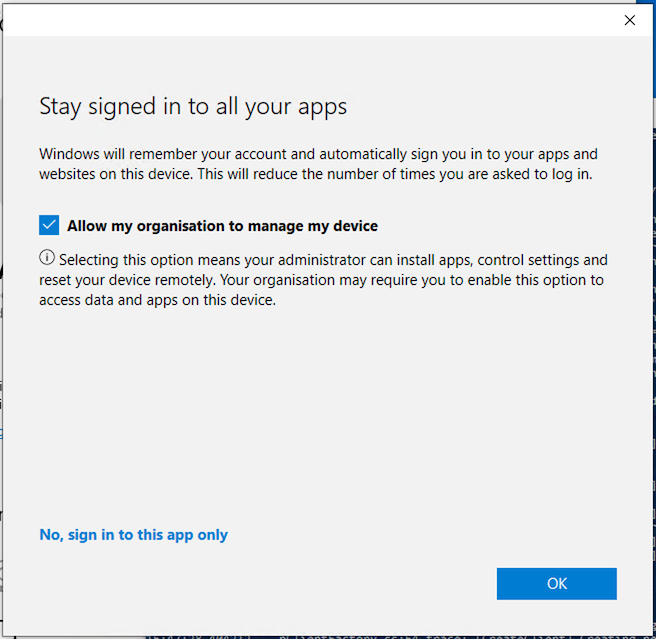 Stay signed in to all your apps
Windows will remember your account and automatically sign you in to your apps and
websites on this device. This will reduce the number of times you are asked to log in.
Allow my organisation to manage my device
Selecting this option means your administrator can install apps, control settings and
reset your device remotely. Your organisation may require you to enable this option to
access data and apps on this device.
No, sign in to this app only
OK